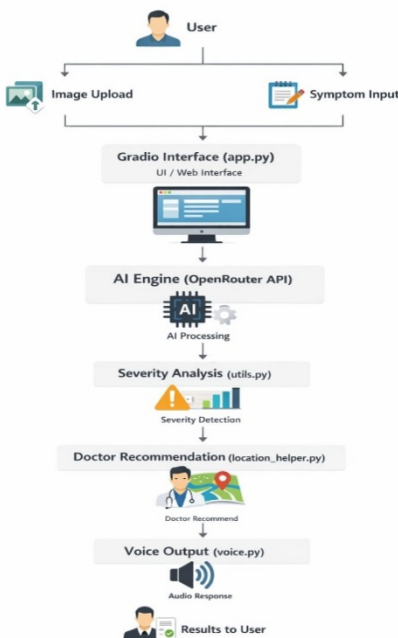 User
Image Upload
Symptom Input
Gradio Interface (app.py)
UI / Web Interface
AI Engine (OpenRouter API)
AI
AI Processing
Severity Analysis (utils.py)
Severity Detection
Doctor Recommendation (location_helper.py)
Doctor Recommend
Voice Output (voice.py)
Audio Response
Results to User